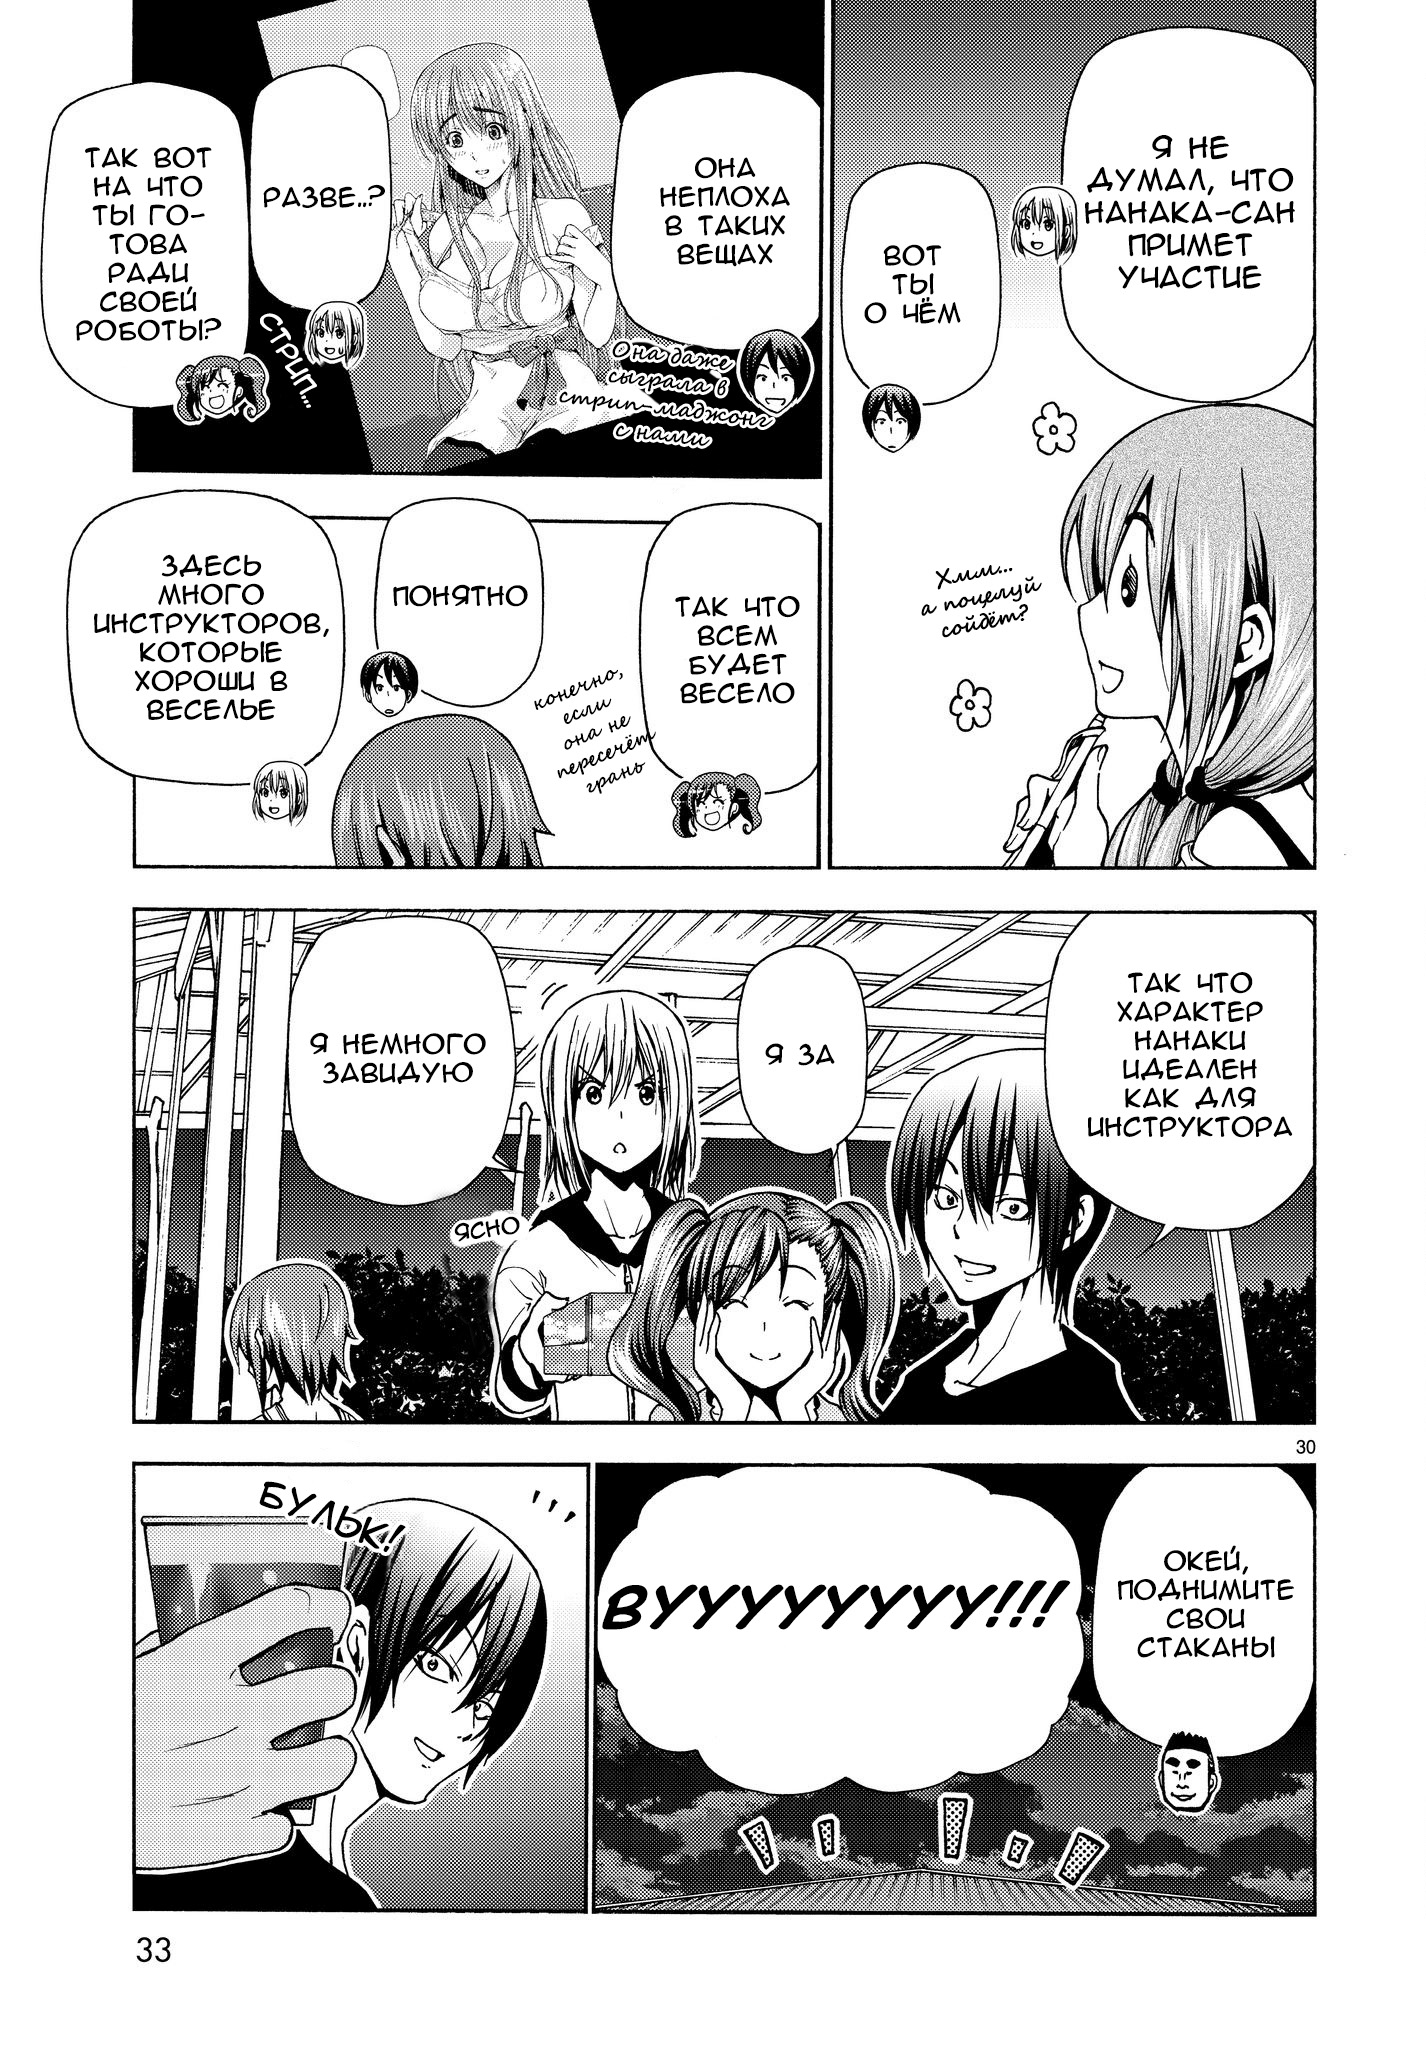 Я НЕ
ДУМАЛ, ЧТО
НАНАКА-САН
ПРИМЕТ
УЧАСТИЕ
ВОТ
ТЫ
О ЧЁМ
Хмм...
а поцелуй
сойдёт?
ОНА
НЕПЛОХА
В ТАКИХ
ВЕЩАХ
Она даже
сыграла в
стрип-маджонг
с нами
РАЗВЕ..?
СТРИП...
ТАК ВОТ
НА ЧТО
ТЫ ГО-
ТОВА
РАДИ
СВОЕЙ
РОБОТЫ?
ТАК ЧТО
ВСЕМ
БУДЕТ
ВЕСЕЛО
конечно,
если
она не
пересечёт
грань
ПОНЯТНО
ЗДЕСЬ
МНОГО
ИНСТРУКТОРОВ,
КОТОРЫЕ
ХОРОШИ В
ВЕСЕЛЬЕ
ТАК ЧТО
ХАРАКТЕР
НАНАКИ
ИДЕАЛЕН
КАК ДЛЯ
ИНСТРУКТОРА
Я ЗА
Я НЕМНОГО
ЗАВИДУЮ
ЯСНО
30
ОКЕЙ,
ПОДНИМИТЕ
СВОИ
СТАКАНЫ
ВУУУУУУУУ!!!
БУЛЬК!
33